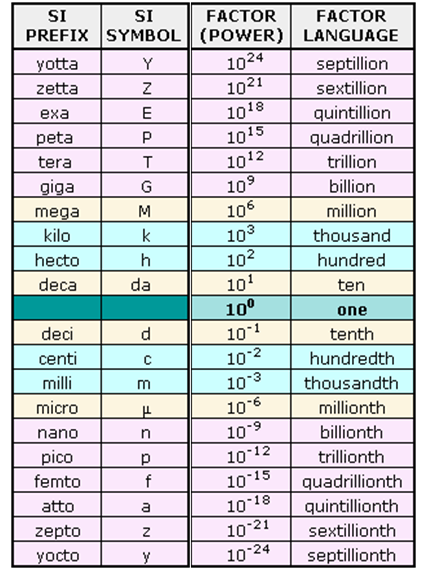 SI PREFIX SI SYMBOL FACTOR (POWER) FACTOR LANGUAGE
yotta Y 10^24 septillion
zetta Z 10^21 sextillion
exa E 10^18 quintillion
peta P 10^15 quadrillion
tera T 10^12 trillion
giga G 10^9 billion
mega M 10^6 million
kilo k 10^3 thousand
hecto h 10^2 hundred
deca da 10^1 ten
10^0 one
deci d 10^-1 tenth
centi c 10^-2 hundredth
milli m 10^-3 thousandth
micro μ 10^-6 millionth
nano n 10^-9 billionth
pico p 10^-12 trillionth
femto f 10^-15 quadrillionth
atto a 10^-18 quintillionth
zepto z 10^-21 sextillionth
yocto y 10^-24 septillionth